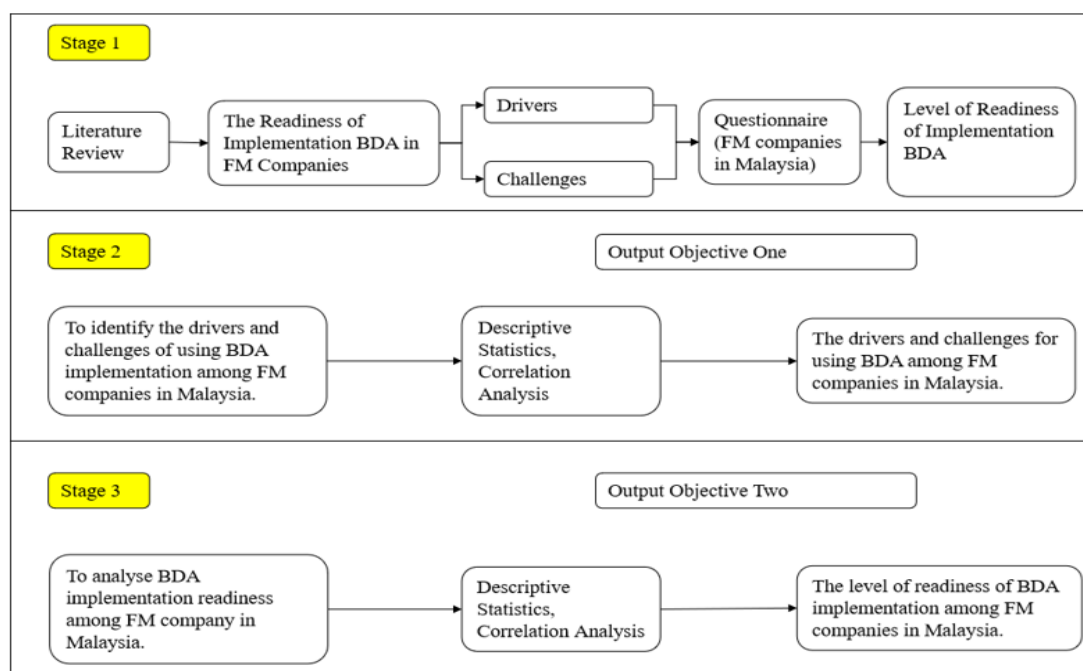 Stage 1
Literature
Review
The Readiness of
Implementation BDA in
FM Companies
Drivers
Challenges
Questionnaire
(FM companies
in Malaysia)
Level of Readiness
of Implementation
BDA
Stage 2
Output Objective One
To identify the drivers and
challenges of using BDA
implementation among FM
companies in Malaysia.
Descriptive
Statistics,
Correlation
Analysis
The drivers and challenges for
using BDA among FM
companies in Malaysia.
Stage 3
Output Objective Two
To analyse BDA
implementation readiness
among FM company in
Malaysia.
Descriptive
Statistics,
Correlation Analysis
The level of readiness of BDA
implementation among FM
companies in Malaysia.